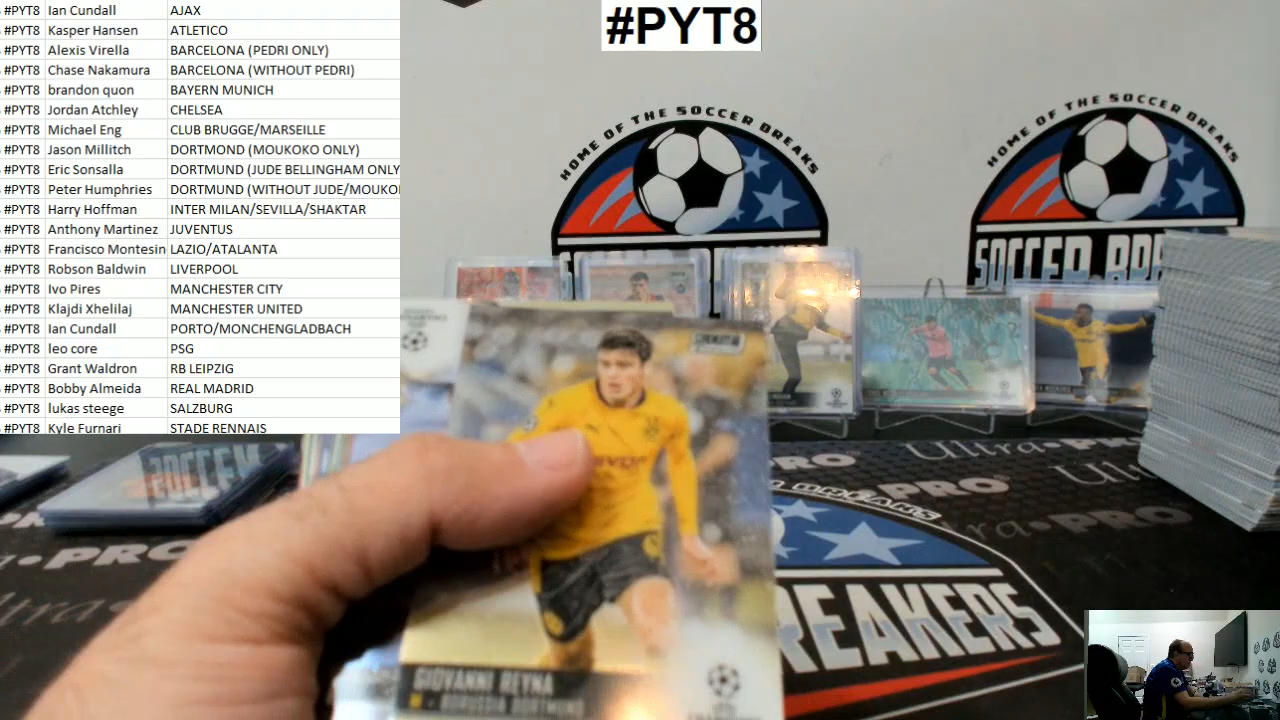 #PYT8 Ian Cundall AJAX
#PYT8 Kasper Hansen ATLETICO
#PYT8 Alexis Virella BARCELONA (PEDRI ONLY)
#PYT8 Chase Nakamura BARCELONA (WITHOUT PEDRI)
#PYT8 brandon quon BAYERN MUNICH
#PYT8 Jordan Atchley CHELSEA
#PYT8 Michael Eng CLUB BRUGGE/MARSEILLE
#PYT8 Jason Millitch DORTMOND (MOUKOKO ONLY)
#PYT8 Eric Sonsalla DORTMUND (JUDE BELLINGHAM ONLY
#PYT8 Peter Humphries DORTMUND (WITHOUT JUDE/MOUKO
#PYT8 Harry Hoffman INTER MILAN/SEVILLA/SHAKTAR
#PYT8 Anthony Martinez JUVENTUS
#PYT8 Francisco Montesin LAZIO/ATALANTA
#PYT8 Robson Baldwin LIVERPOOL
#PYT8 Ivo Pires MANCHESTER CITY
#PYT8 Klajdi Xhelilaj MANCHESTER UNITED
#PYT8 Ian Cundall PORTO/MONCHENGLADBACH
#PYT8 leo core PSG
#PYT8 Grant Waldron RB LEIPZIG
#PYT8 Bobby Almeida REAL MADRID
#PYT8 lukas steege SALZBURG
#PYT8 Kyle Furnari STADE RENNAIS
#PYT8
HOME OF THE SOCCER BREAKS
HOME OF THE SOCCER BREAKS
SOCCER BRE
SOCCER
Ultra PRO
PRO
Ultra PRO
PRO
BREAKERS
GIOVANNI REYNA
BORUSSIA DORTMUND